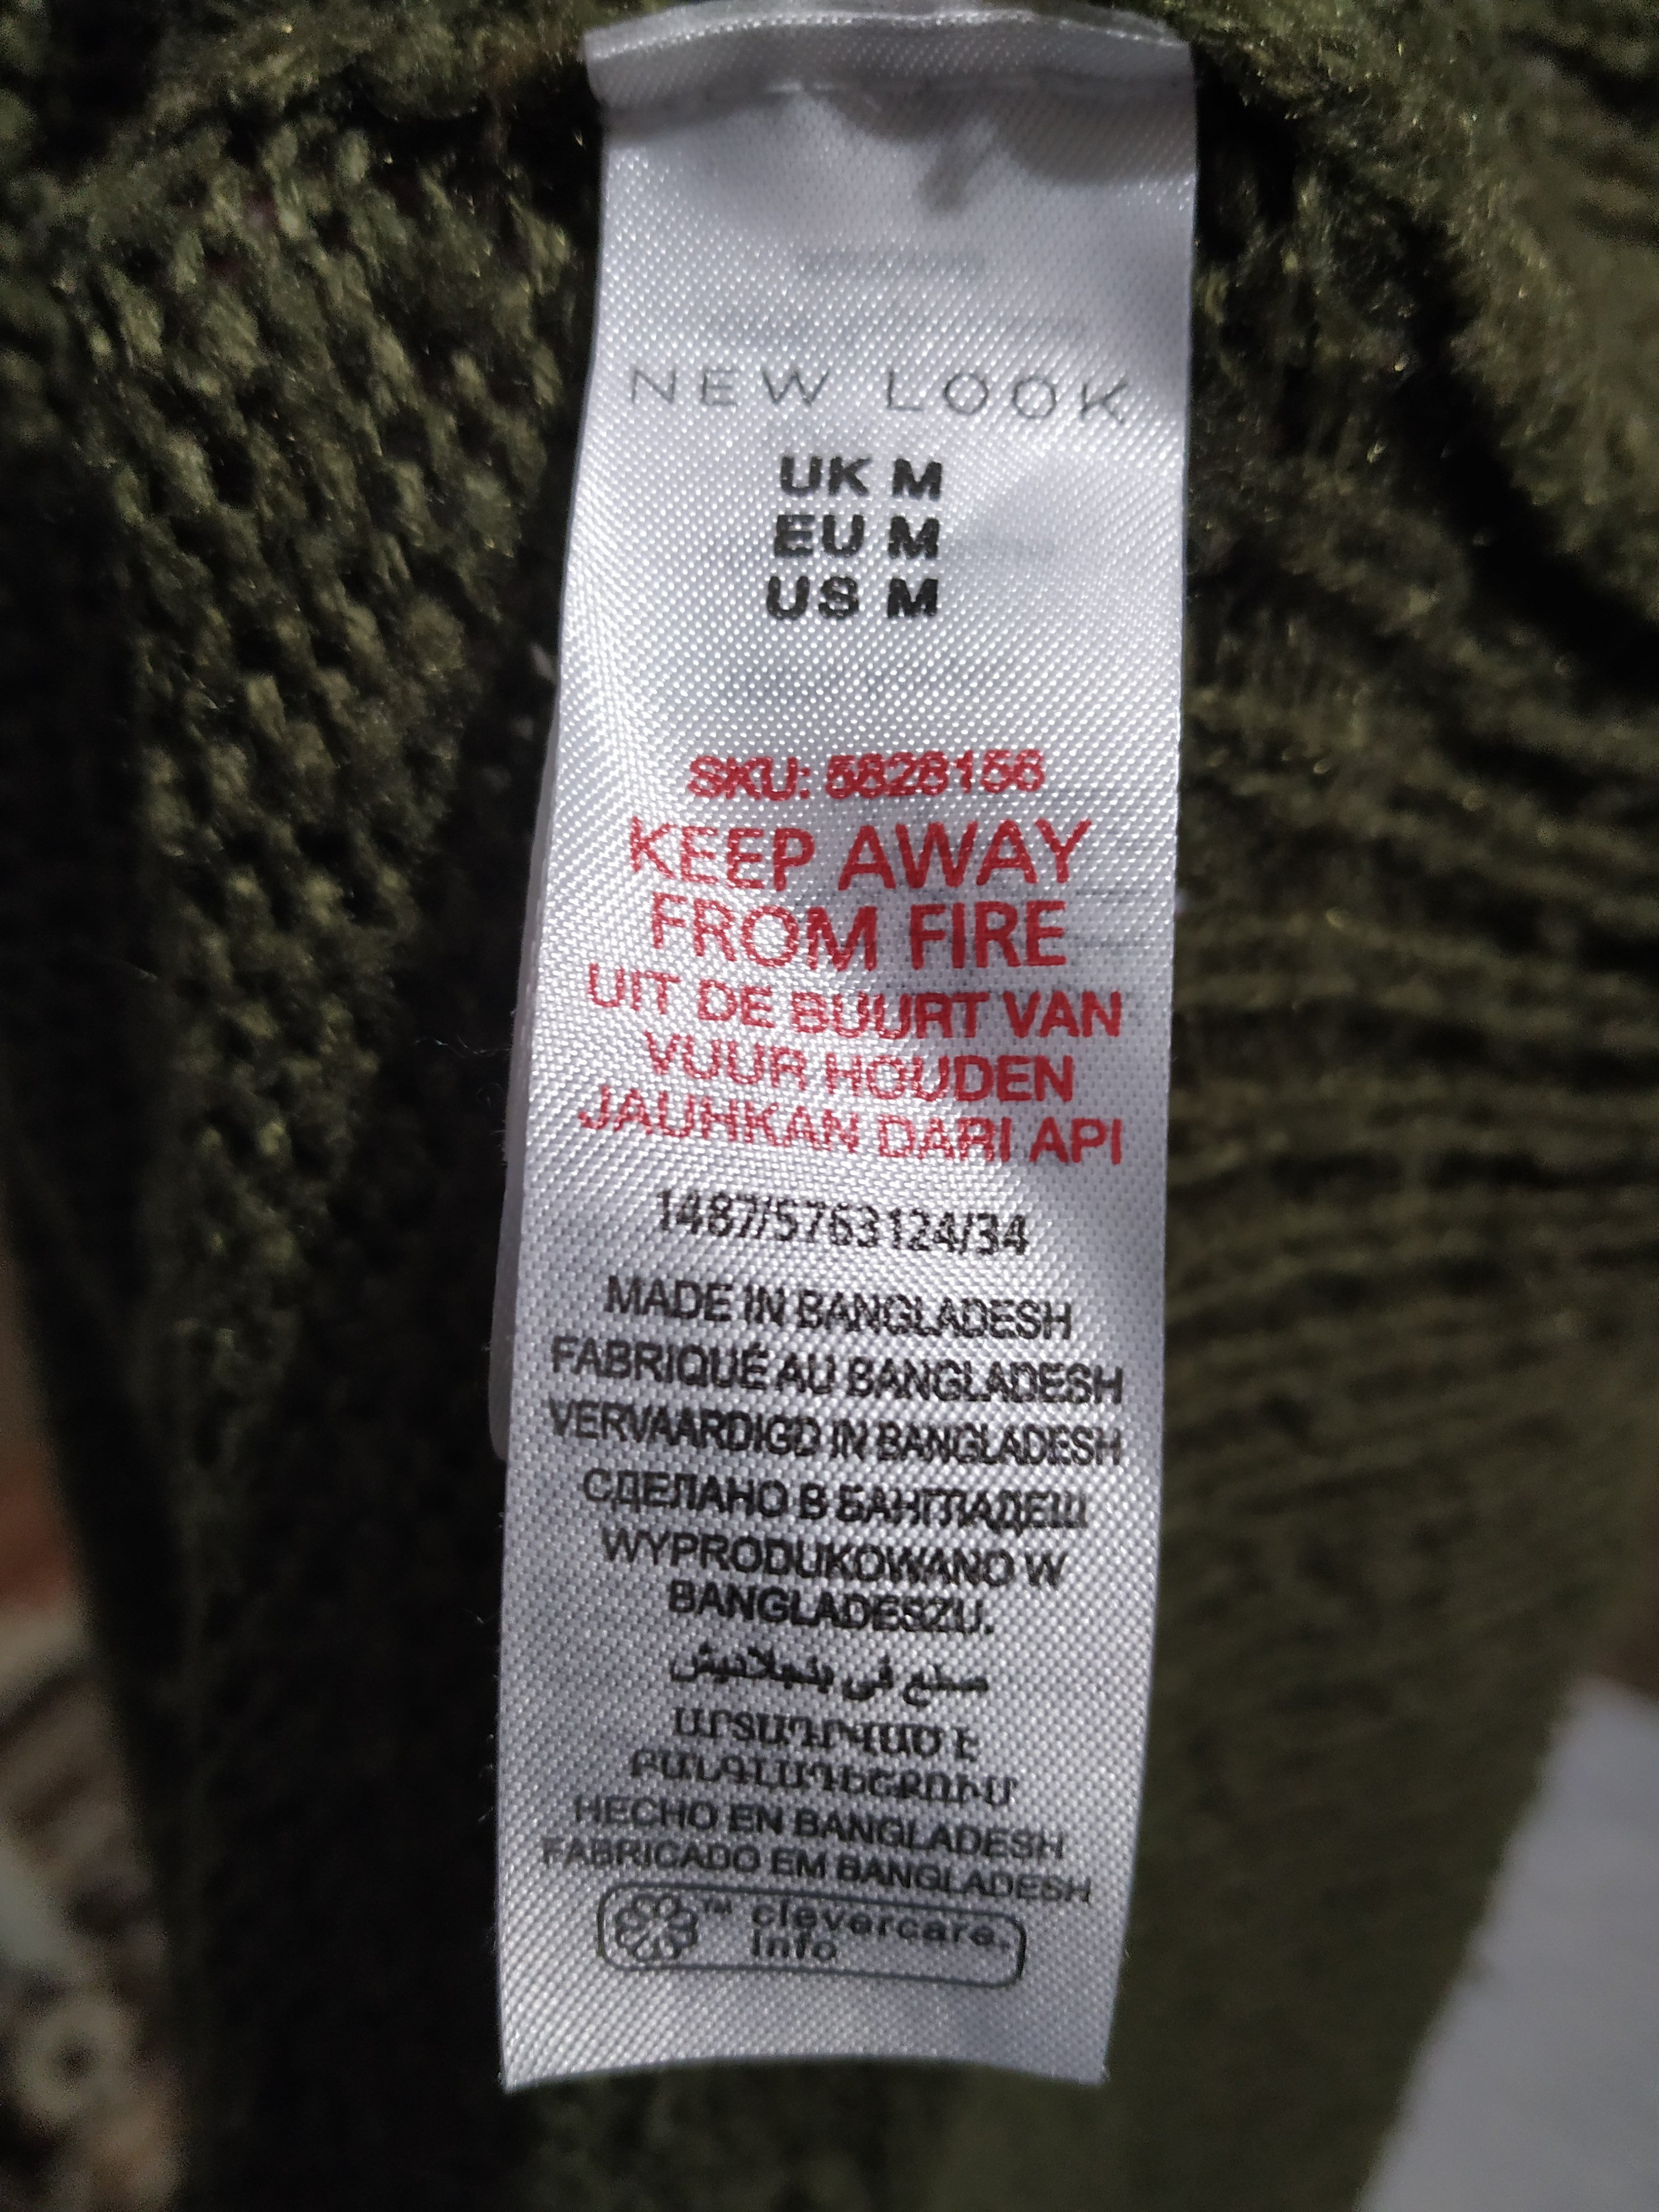 NEW LOOK
UK M
EU M
US M
SKU: 5828156
KEEP AWAY
FROM FIRE
UIT DE BUURT VAN
VUUR HOUDEN
JAUHKAN DARI API
1487/5763124/34
MADE IN BANGLADESH
FABRIQUÉ AU BANGLADESH
VERVAARDIGD IN BANGLADESH
СДЕЛАНО В БАНГЛАДЕШ
WYPRODUKOWANO W
BANGLADESZU.
صنع في بنجلاديش
ԱՐՏԱԴՐՎԱԾ Է
ԲԱՆԳԼԱԴԵՇՔՈՒՄ
HECHO EN BANGLADESH
FABRICADO EM BANGLADESH
™ clevercare.
info